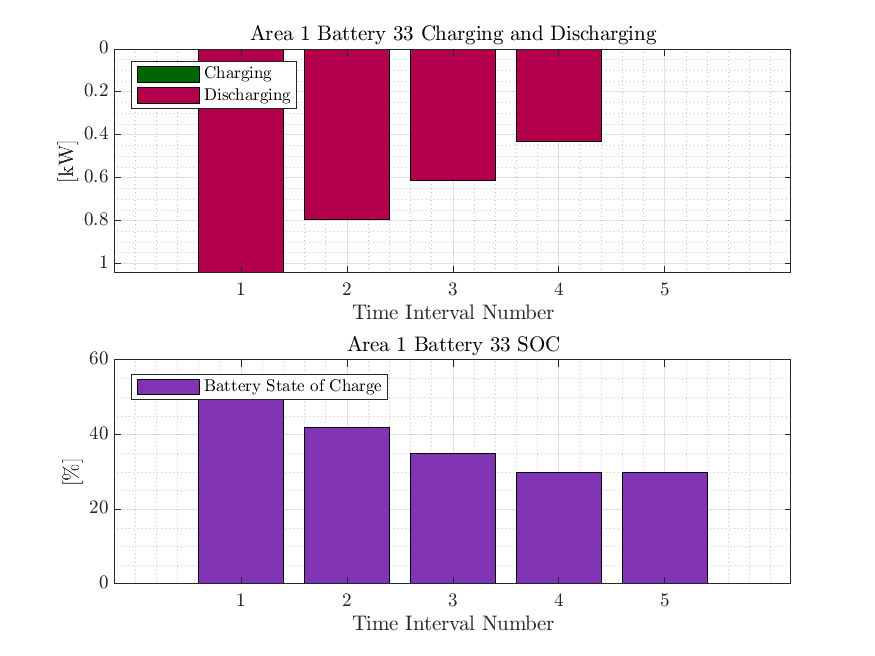 Area 1 Battery 33 Charging and Discharging
0
0.2
0.4
0.6
0.8
1
[kW]
Charging
Discharging
1 2 3 4 5
Time Interval Number
Area 1 Battery 33 SOC
60
40
20
0
[%]
Battery State of Charge
1 2 3 4 5
Time Interval Number